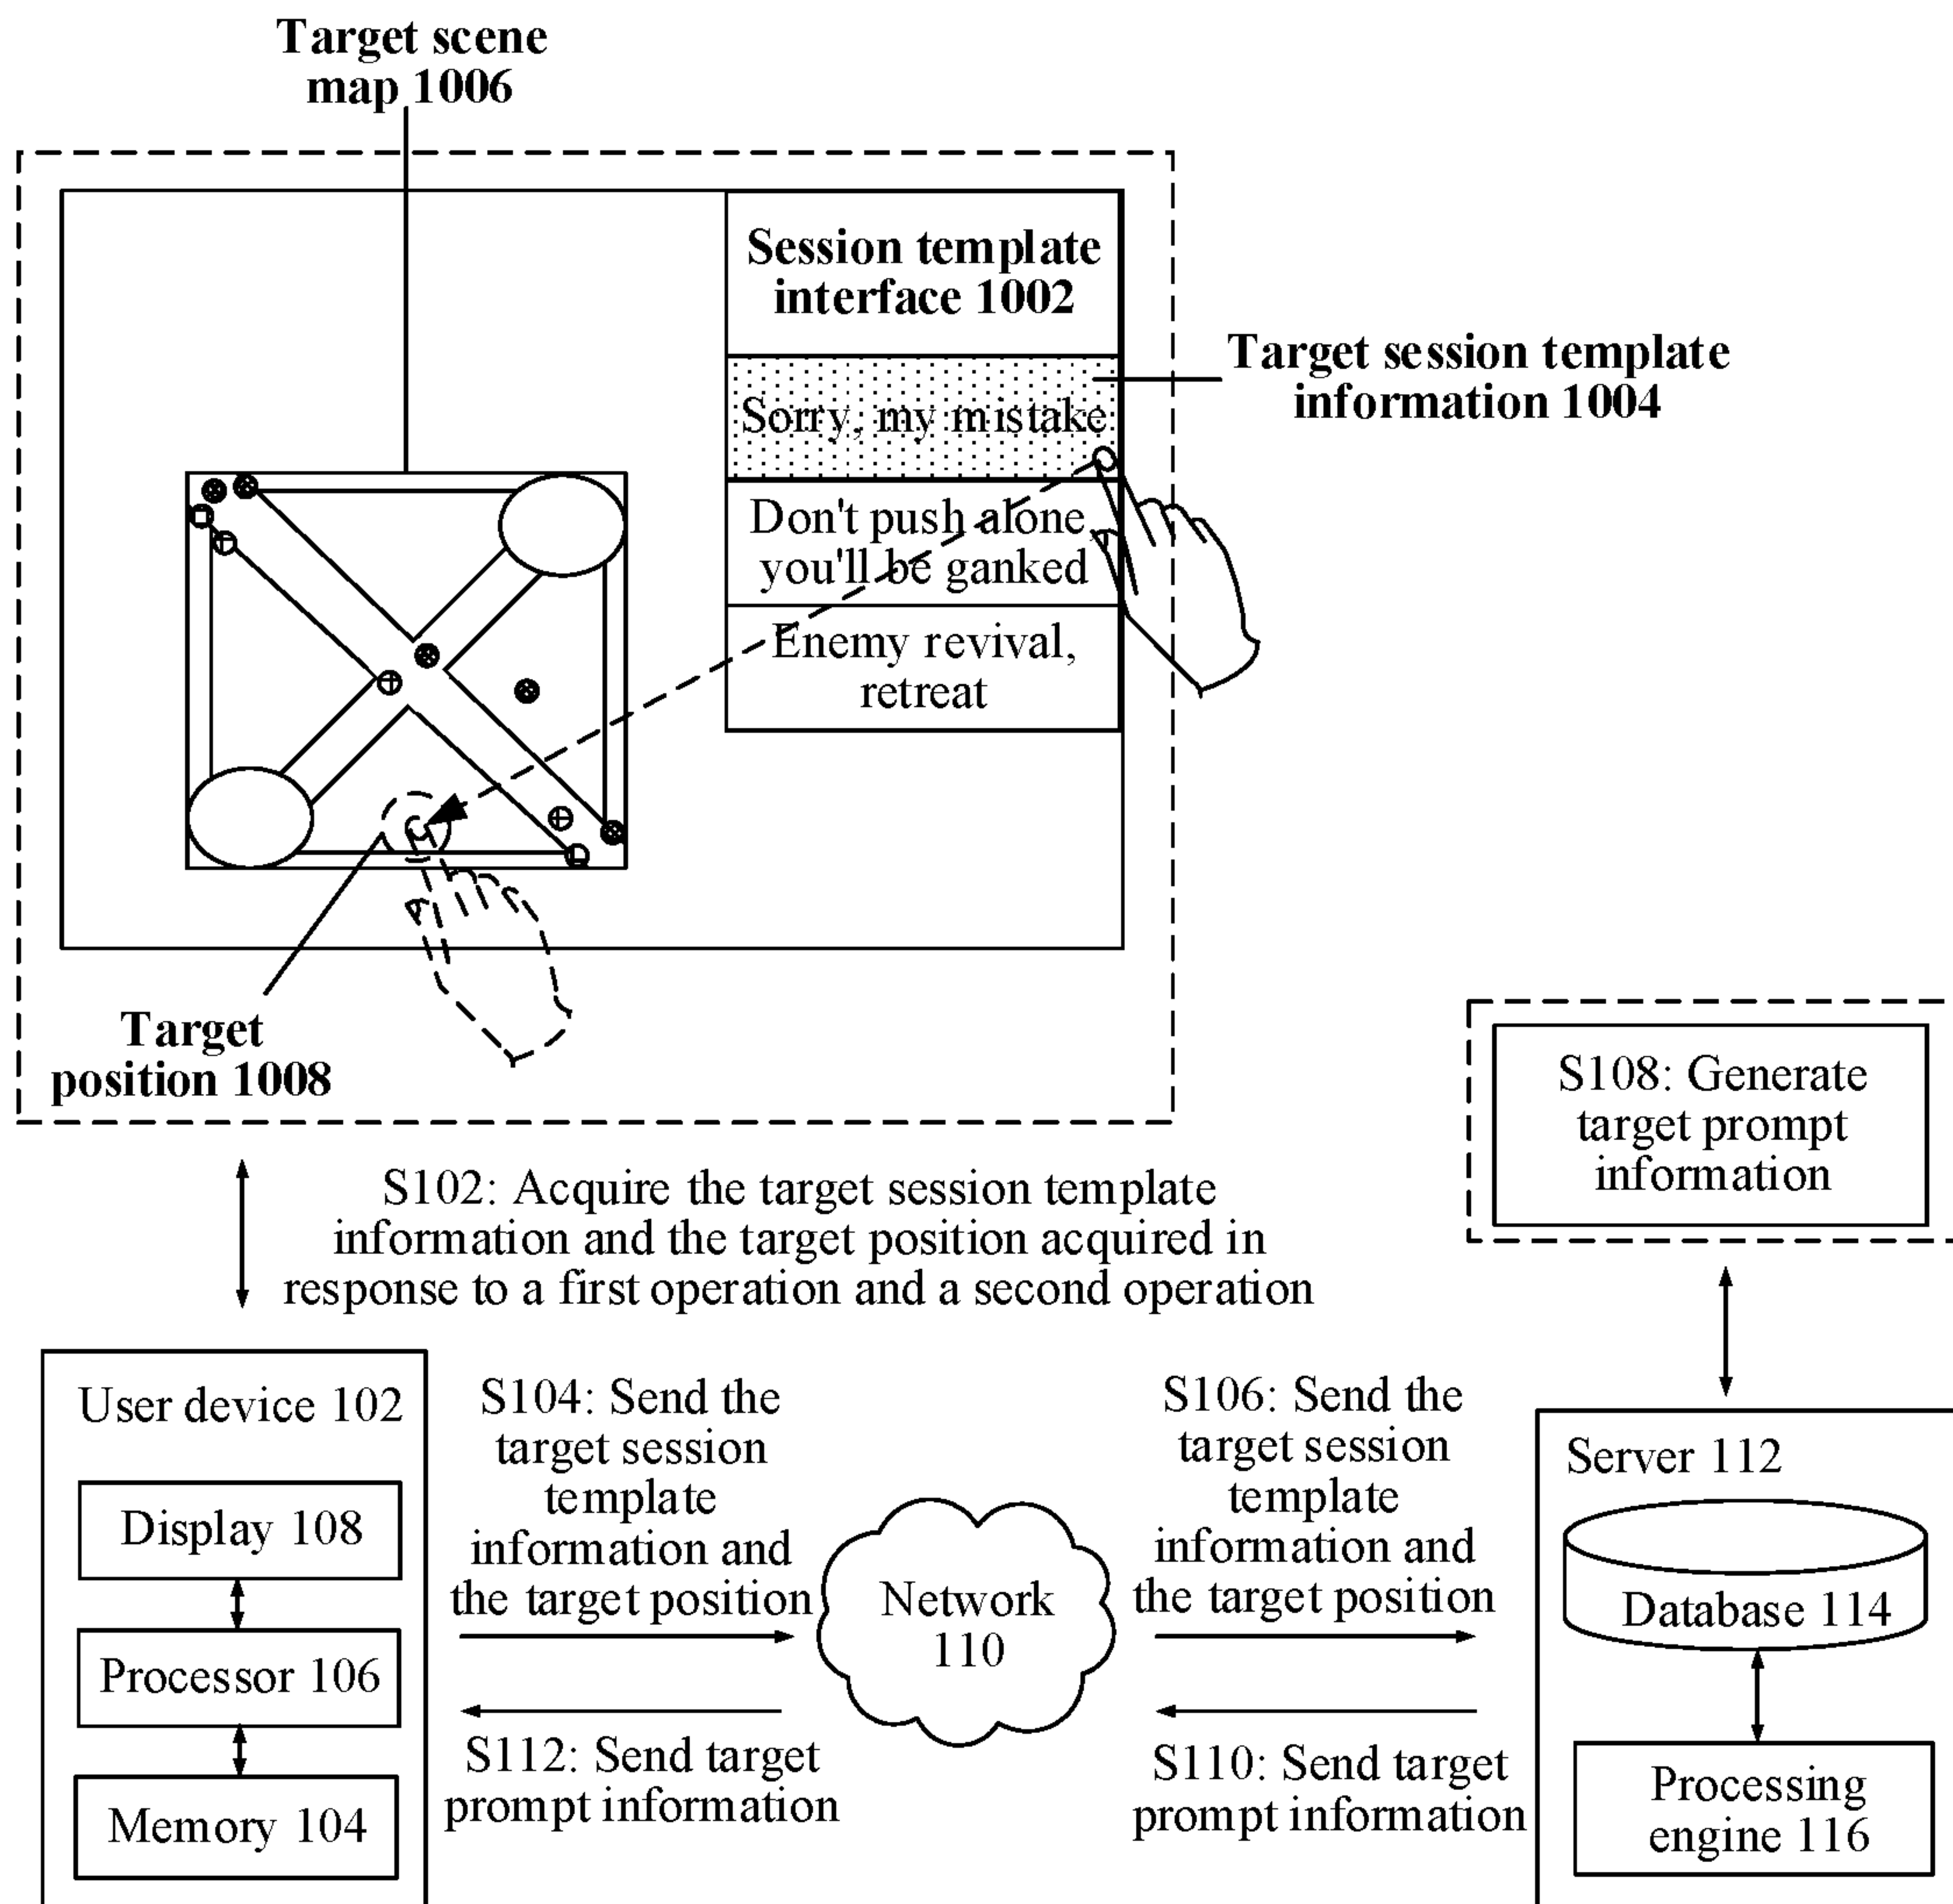 Target scene
map 1006
Session template
interface 1002
Target session template
information 1004
Sorry, my mistake
Don't push alone,
you'll be ganked
Enemy revival,
retreat
Target
position 1008
S108: Generate
target prompt
information
S102: Acquire the target session template
information and the target position acquired in
response to a first operation and a second operation
User device 102
Display 108
Processor 106
Memory 104
S104: Send the
target session
template
information and
the target position
S112: Send target
prompt information
Network
110
S106: Send the
target session
template
information and
the target position
S110: Send target
prompt information
Server 112
Database 114
Processing
engine 116